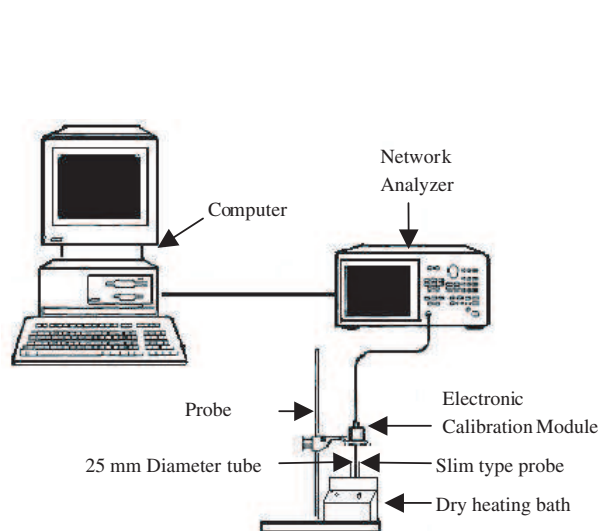 Network
Analyzer
Computer
Probe
Electronic
Calibration Module
25 mm Diameter tube
Slim type probe
Dry heating bath